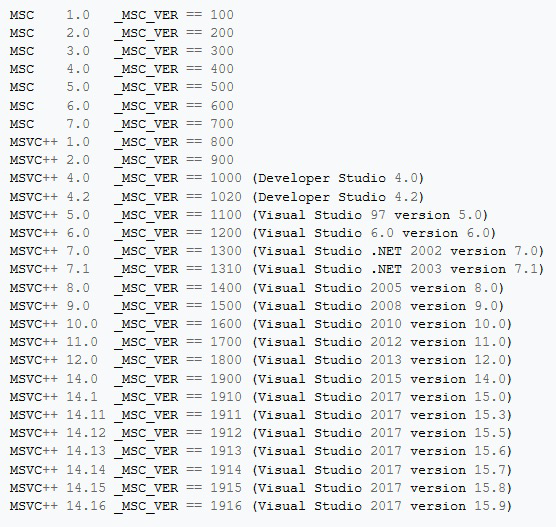 MSC    1.0   _MSC_VER == 100
MSC    2.0   _MSC_VER == 200
MSC    3.0   _MSC_VER == 300
MSC    4.0   _MSC_VER == 400
MSC    5.0   _MSC_VER == 500
MSC    6.0   _MSC_VER == 600
MSC    7.0   _MSC_VER == 700
MSVC++ 1.0   _MSC_VER == 800
MSVC++ 2.0   _MSC_VER == 900
MSVC++ 4.0   _MSC_VER == 1000 (Developer Studio 4.0)
MSVC++ 4.2   _MSC_VER == 1020 (Developer Studio 4.2)
MSVC++ 5.0   _MSC_VER == 1100 (Visual Studio 97 version 5.0)
MSVC++ 6.0   _MSC_VER == 1200 (Visual Studio 6.0 version 6.0)
MSVC++ 7.0   _MSC_VER == 1300 (Visual Studio .NET 2002 version 7.0)
MSVC++ 7.1   _MSC_VER == 1310 (Visual Studio .NET 2003 version 7.1)
MSVC++ 8.0   _MSC_VER == 1400 (Visual Studio 2005 version 8.0)
MSVC++ 9.0   _MSC_VER == 1500 (Visual Studio 2008 version 9.0)
MSVC++ 10.0  _MSC_VER == 1600 (Visual Studio 2010 version 10.0)
MSVC++ 11.0  _MSC_VER == 1700 (Visual Studio 2012 version 11.0)
MSVC++ 12.0  _MSC_VER == 1800 (Visual Studio 2013 version 12.0)
MSVC++ 14.0  _MSC_VER == 1900 (Visual Studio 2015 version 14.0)
MSVC++ 14.1  _MSC_VER == 1910 (Visual Studio 2017 version 15.0)
MSVC++ 14.11 _MSC_VER == 1911 (Visual Studio 2017 version 15.3)
MSVC++ 14.12 _MSC_VER == 1912 (Visual Studio 2017 version 15.5)
MSVC++ 14.13 _MSC_VER == 1913 (Visual Studio 2017 version 15.6)
MSVC++ 14.14 _MSC_VER == 1914 (Visual Studio 2017 version 15.7)
MSVC++ 14.15 _MSC_VER == 1915 (Visual Studio 2017 version 15.8)
MSVC++ 14.16 _MSC_VER == 1916 (Visual Studio 2017 version 15.9)